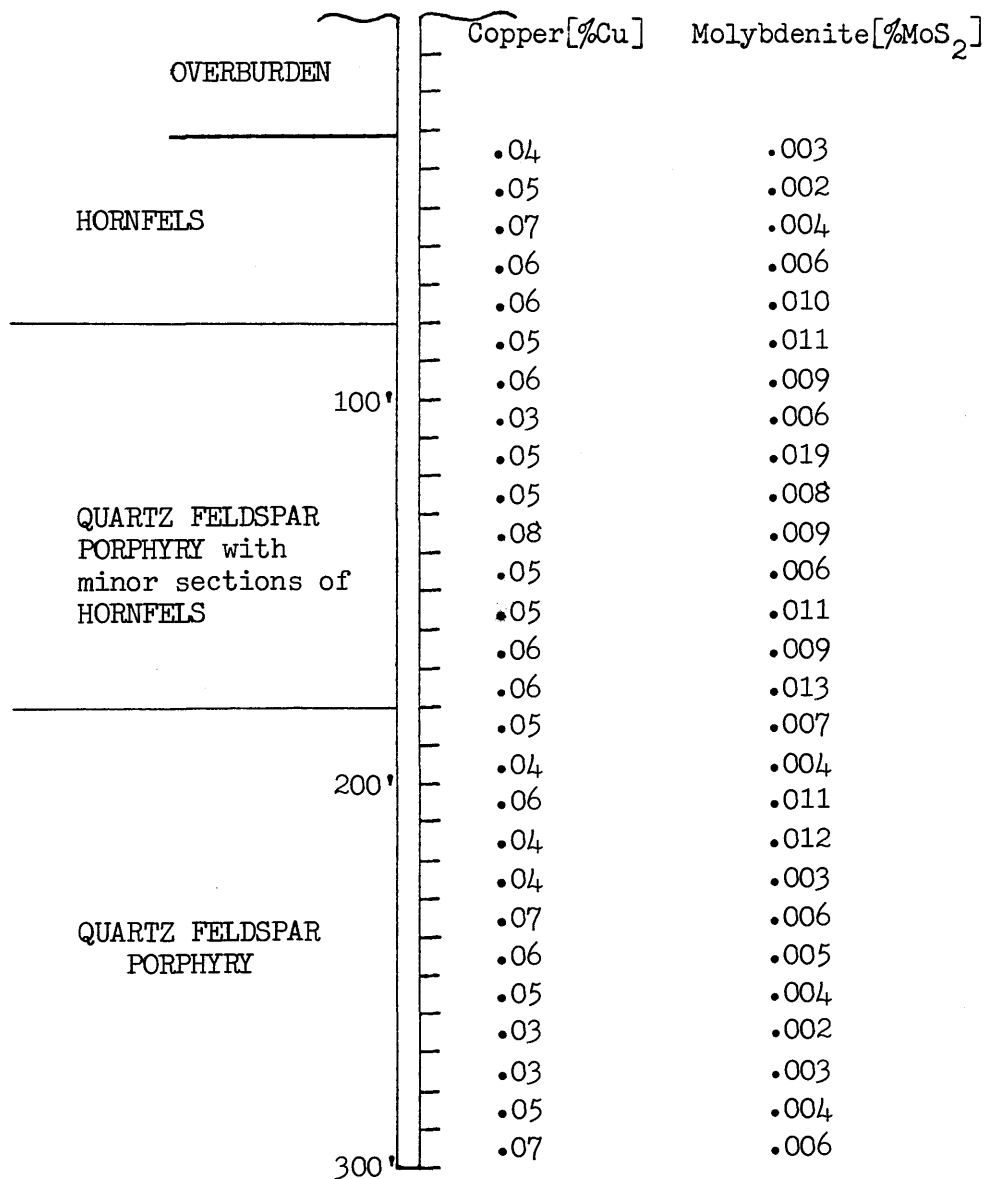 Copper[%Cu] Molybdenite[%MoS2]
OVERBURDEN
.04 .003
.05 .002
HORNFELS .07 .004
.06 .006
.06 .010
.05 .011
.06 .009
100' .03 .006
.05 .019
.05 .008
QUARTZ FELDSPAR
PORPHYRY with
minor sections of
HORNFELS
.08 .009
.05 .006
.05 .011
.06 .009
.06 .013
.05 .007
.04 .004
200' .06 .011
.04 .012
.04 .003
.07 .006
QUARTZ FELDSPAR
PORPHYRY
.06 .005
.05 .004
.03 .002
.03 .003
.05 .004
.07 .006
300'